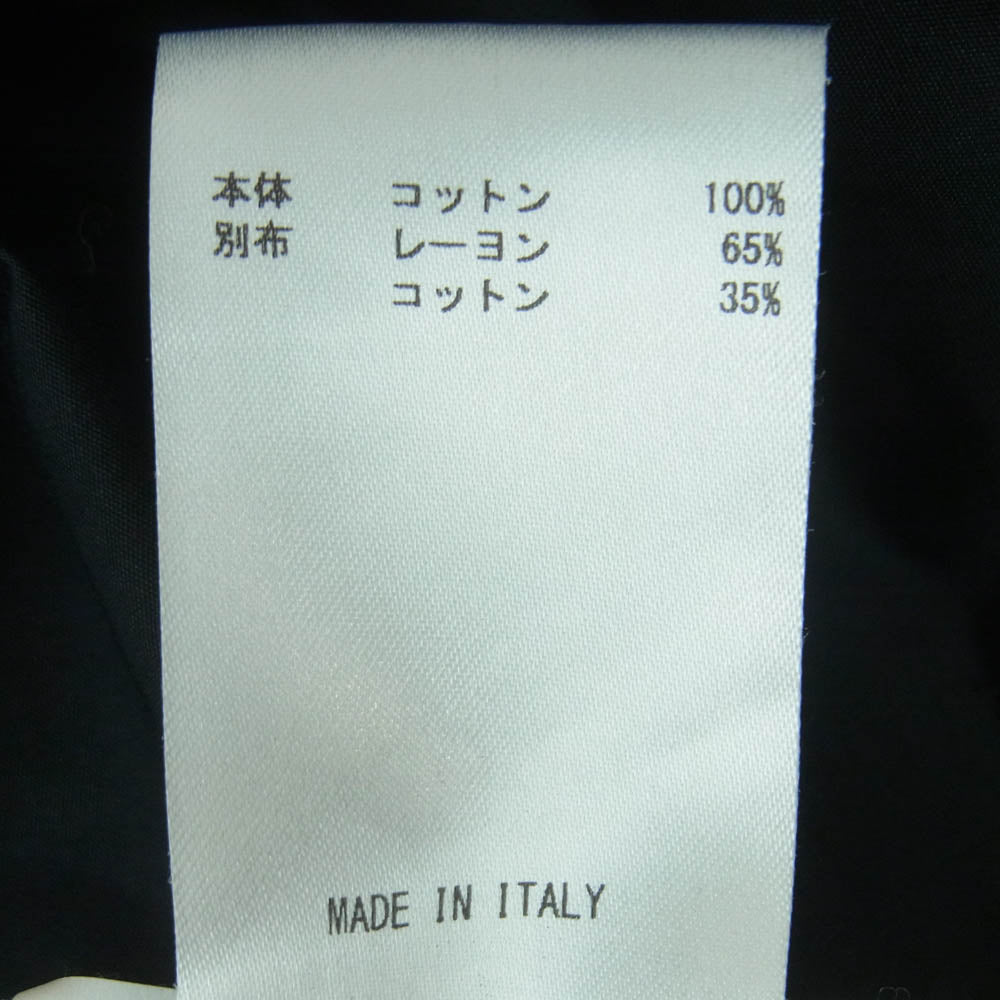 本体 コットン 100%
別布 レーヨン 65%
コットン 35%
MADE IN ITALY